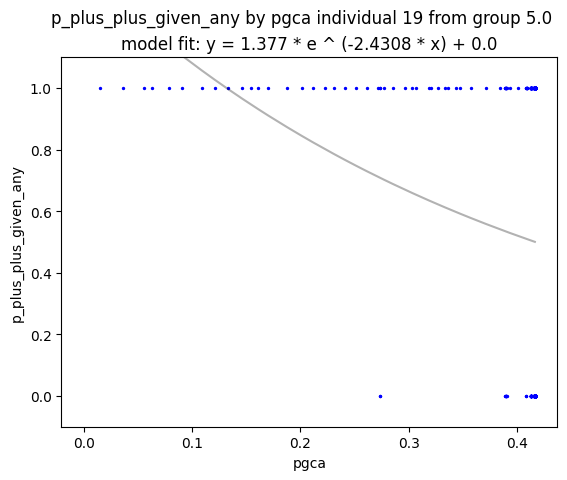 p_plus_plus_given_any by pgca individual 19 from group 5.0
model fit: y = 1.377 * e ^ (-2.4308 * x) + 0.0
p_plus_plus_given_any
1.0
0.8
0.6
0.4
0.2
0.0
0.0 0.1 0.2 0.3 0.4
pgca